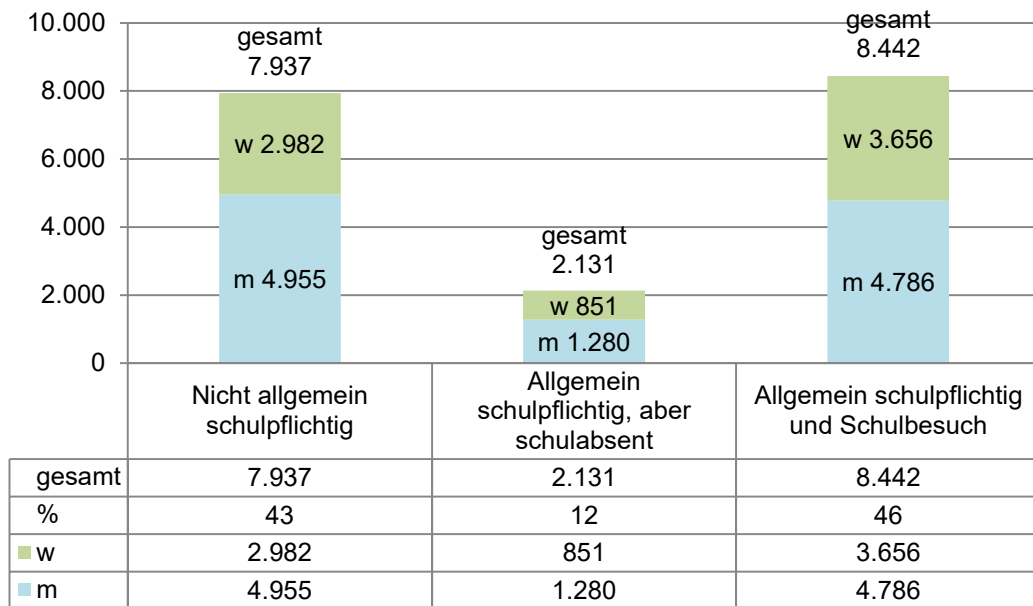 10.000
8.000
6.000
4.000
2.000
0
gesamt
7.937
w 2.982
m 4.955
gesamt
2.131
w 851
m 1.280
gesamt
8.442
w 3.656
m 4.786
Nicht allgemein
schulpflichtig
Allgemein
schulpflichtig, aber
schulabsent
Allgemein schulpflichtig
und Schulbesuch
gesamt 7.937 2.131 8.442
% 43 12 46
w 2.982 851 3.656
m 4.955 1.280 4.786